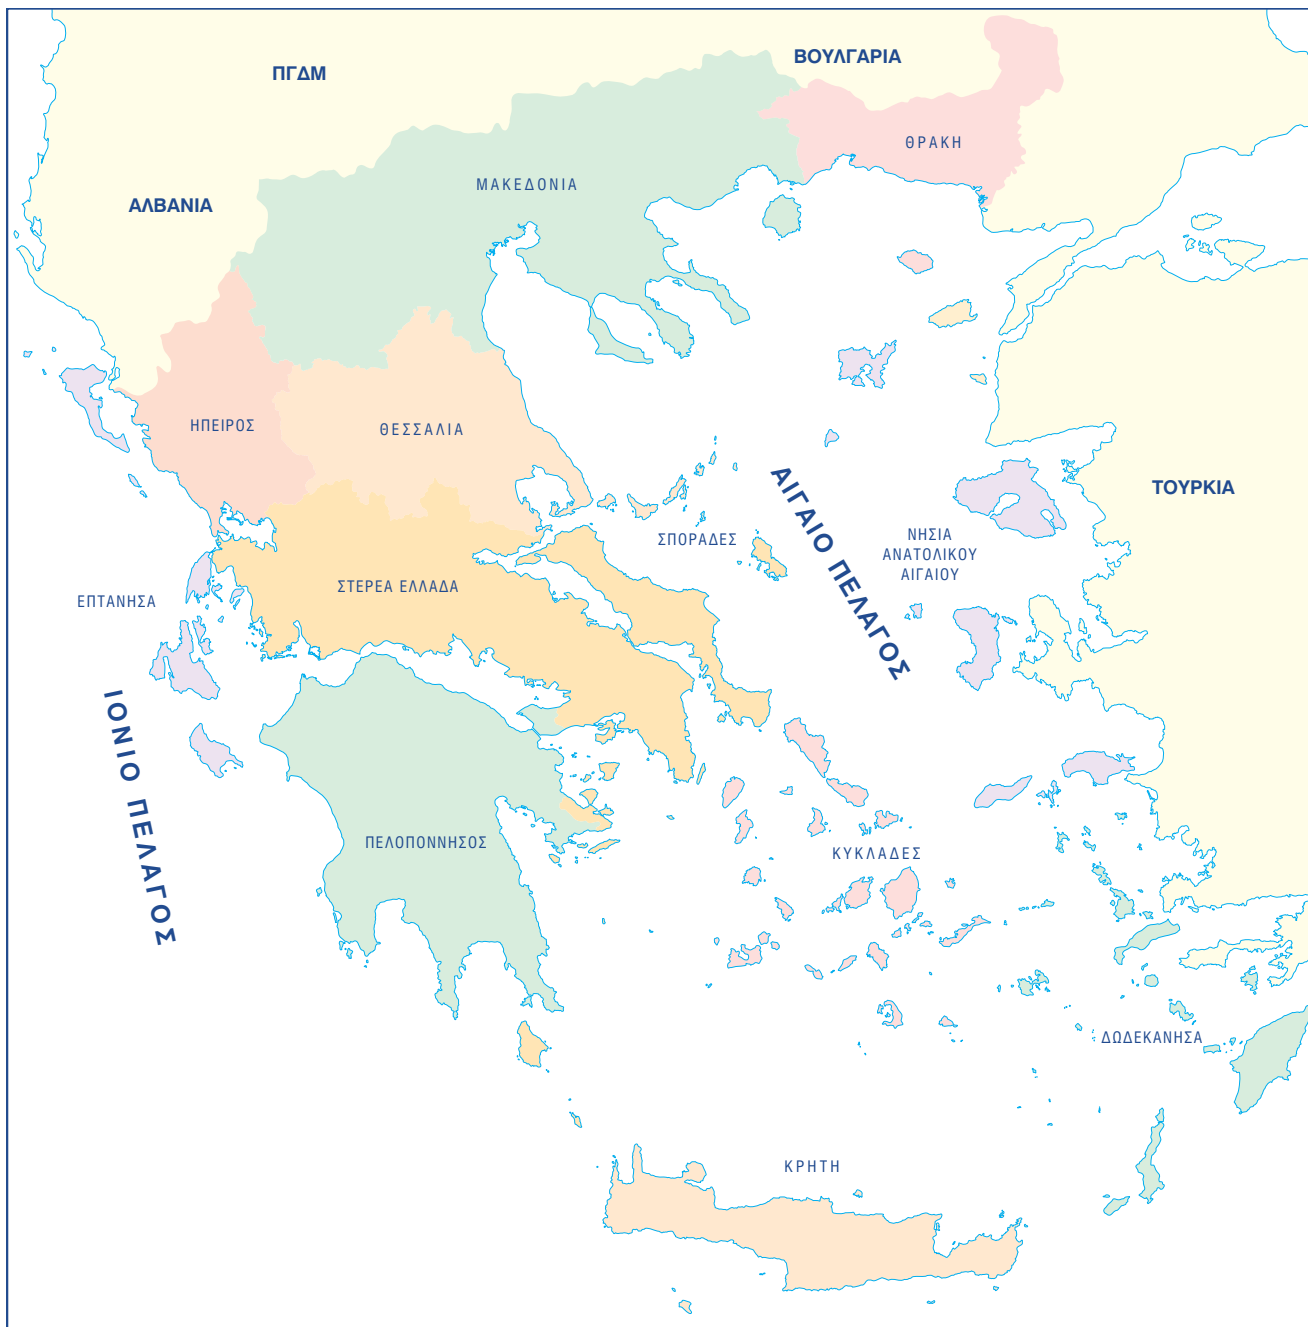 ΒΟΥΛΓΑΡΙΑ
ΠΓΔΜ
ΘΡΑΚΗ
ΜΑΚΕΔΟΝΙΑ
ΑΛΒΑΝΙΑ
ΗΠΕΙΡΟΣ
ΘΕΣΣΑΛΙΑ
ΑΙΓΑΙΟ ΠΕΛΑΓΟΣ
ΤΟΥΡΚΙΑ
ΣΠΟΡΑΔΕΣ
ΝΗΣΙΑ
ΑΝΑΤΟΛΙΚΟΥ
ΑΙΓΑΙΟΥ
ΣΤΕΡΕΑ ΕΛΛΑΔΑ
ΕΠΤΑΝΗΣΑ
ΙΟΝΙΟ ΠΕΛΑΓΟΣ
ΠΕΛΟΠΟΝΝΗΣΟΣ
ΚΥΚΛΑΔΕΣ
ΔΩΔΕΚΑΝΗΣΑ
ΚΡΗΤΗ